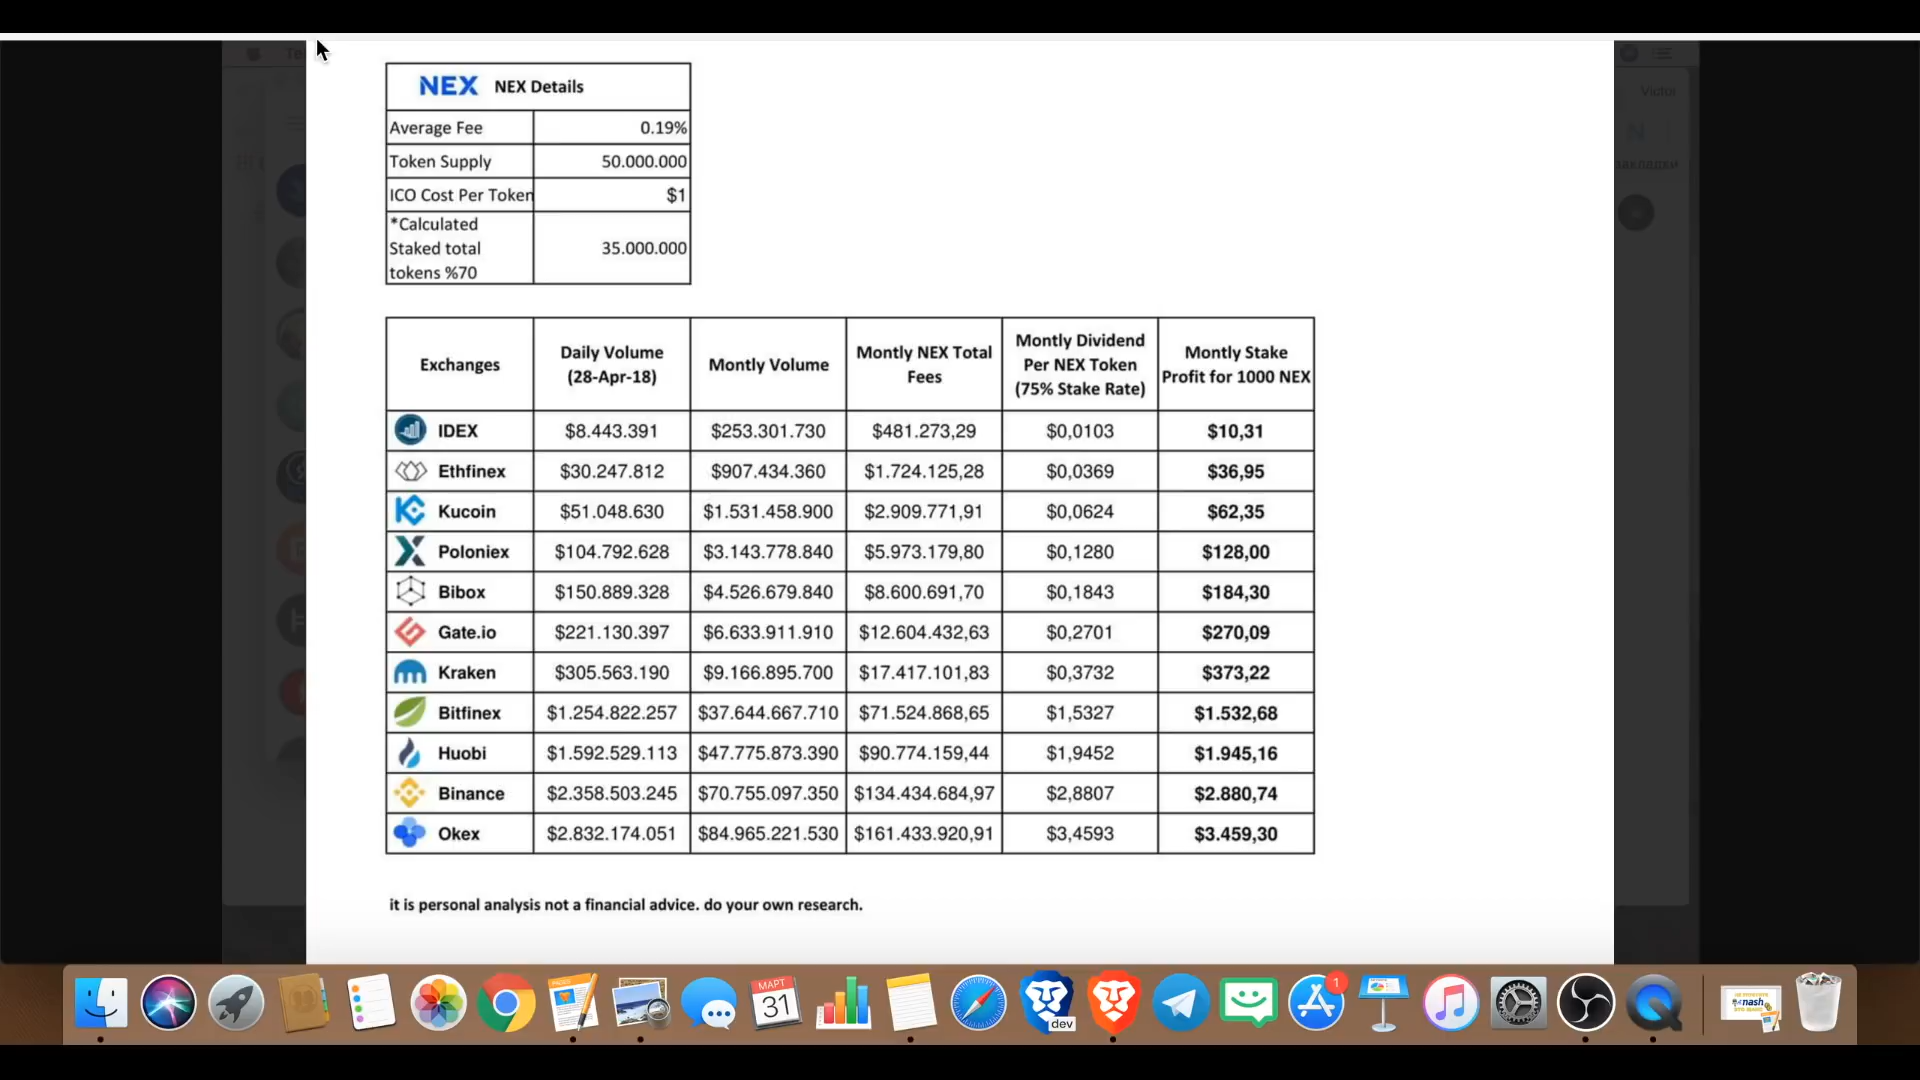 Te
Victor
NEX NEX Details
Average Fee 0.19%
Token Supply 50.000.000
закладки
ICO Cost Per Token $1
*Calculated
Staked total
tokens %70
35.000.000
Exchanges
Daily Volume
(28-Apr-18)
Montly Volume
Montly NEX Total
Fees
Montly Dividend
Per NEX Token
(75% Stake Rate)
Montly Stake
Profit for 1000 NEX
IDEX $8.443.391 $253.301.730 $481.273,29 $0,0103 $10,31
Ethfinex $30.247.812 $907.434.360 $1.724.125,28 $0,0369 $36,95
Kucoin $51.048.630 $1.531.458.900 $2.909.771,91 $0,0624 $62,35
Poloniex $104.792.628 $3.143.778.840 $5.973.179,80 $0,1280 $128,00
Bibox $150.889.328 $4.526.679.840 $8.600.691,70 $0,1843 $184,30
Gate.io $221.130.397 $6.633.911.910 $12.604.432,63 $0,2701 $270,09
Kraken $305.563.190 $9.166.895.700 $17.417.101,83 $0,3732 $373,22
Bitfinex $1.254.822.257 $37.644.667.710 $71.524.868,65 $1,5327 $1.532,68
Huobi $1.592.529.113 $47.775.873.390 $90.774.159,44 $1,9452 $1.945,16
Binance $2.358.503.245 $70.755.097.350 $134.434.684,97 $2,8807 $2.880,74
Okex $2.832.174.051 $84.965.221.530 $161.433.920,91 $3,4593 $3.459,30
it is personal analysis not a financial advice. do your own research.
МАРТ
31
dev
1
nash